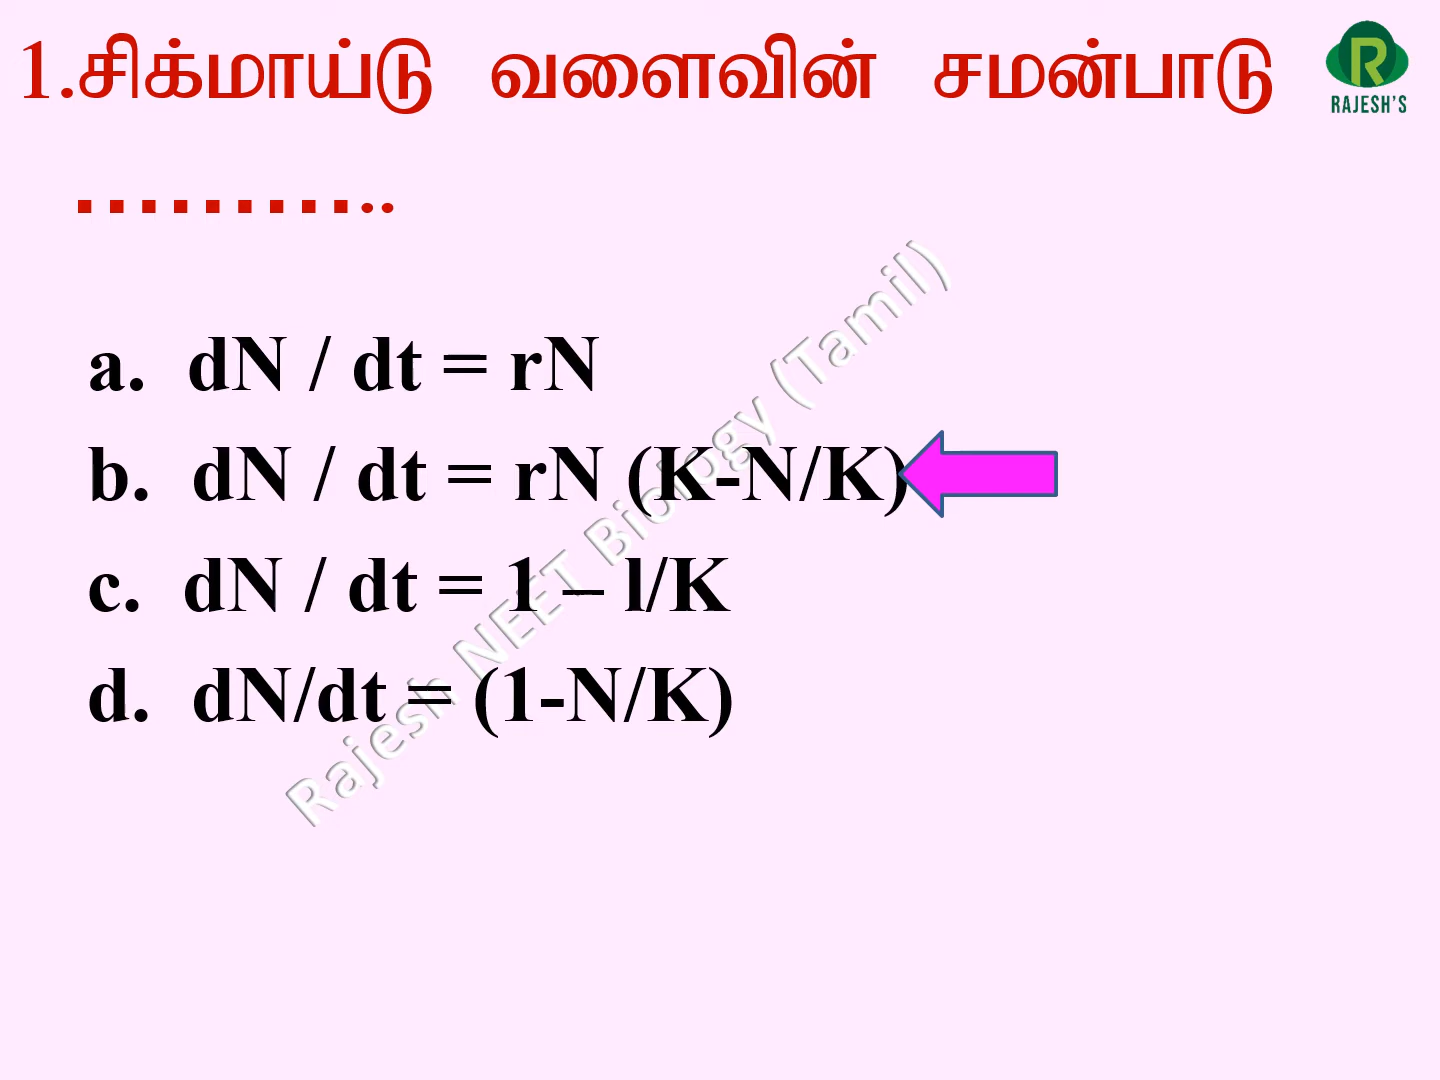 1.சிக்மாய்டு வளைவின் சமன்பாடு
………..
RAJESH'S
a. dN / dt = rN
b. dN / dt = rN (K-N/K)
c. dN / dt = 1 – l/K
d. dN/dt = (1-N/K)
Rajesh NEET Biology (Tamil)